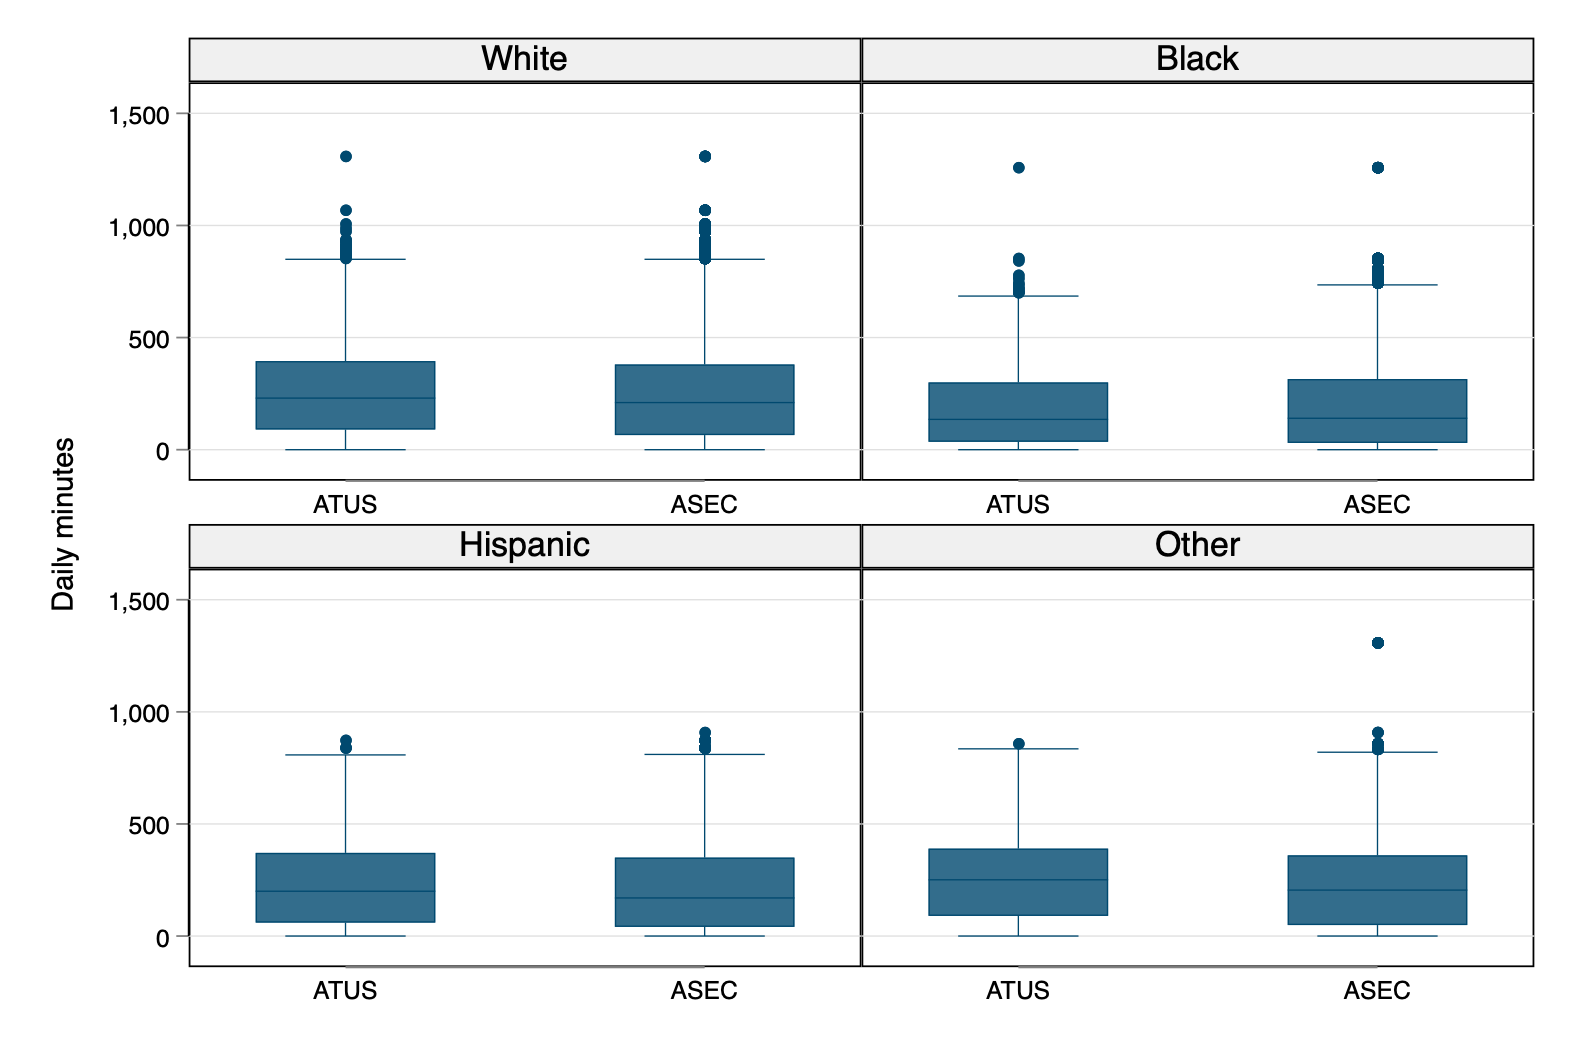 White
Black
1,500
1,000
500
0
ATUS
ASEC
ATUS
ASEC
Daily minutes
Hispanic
Other
1,500
1,000
500
0
ATUS
ASEC
ATUS
ASEC